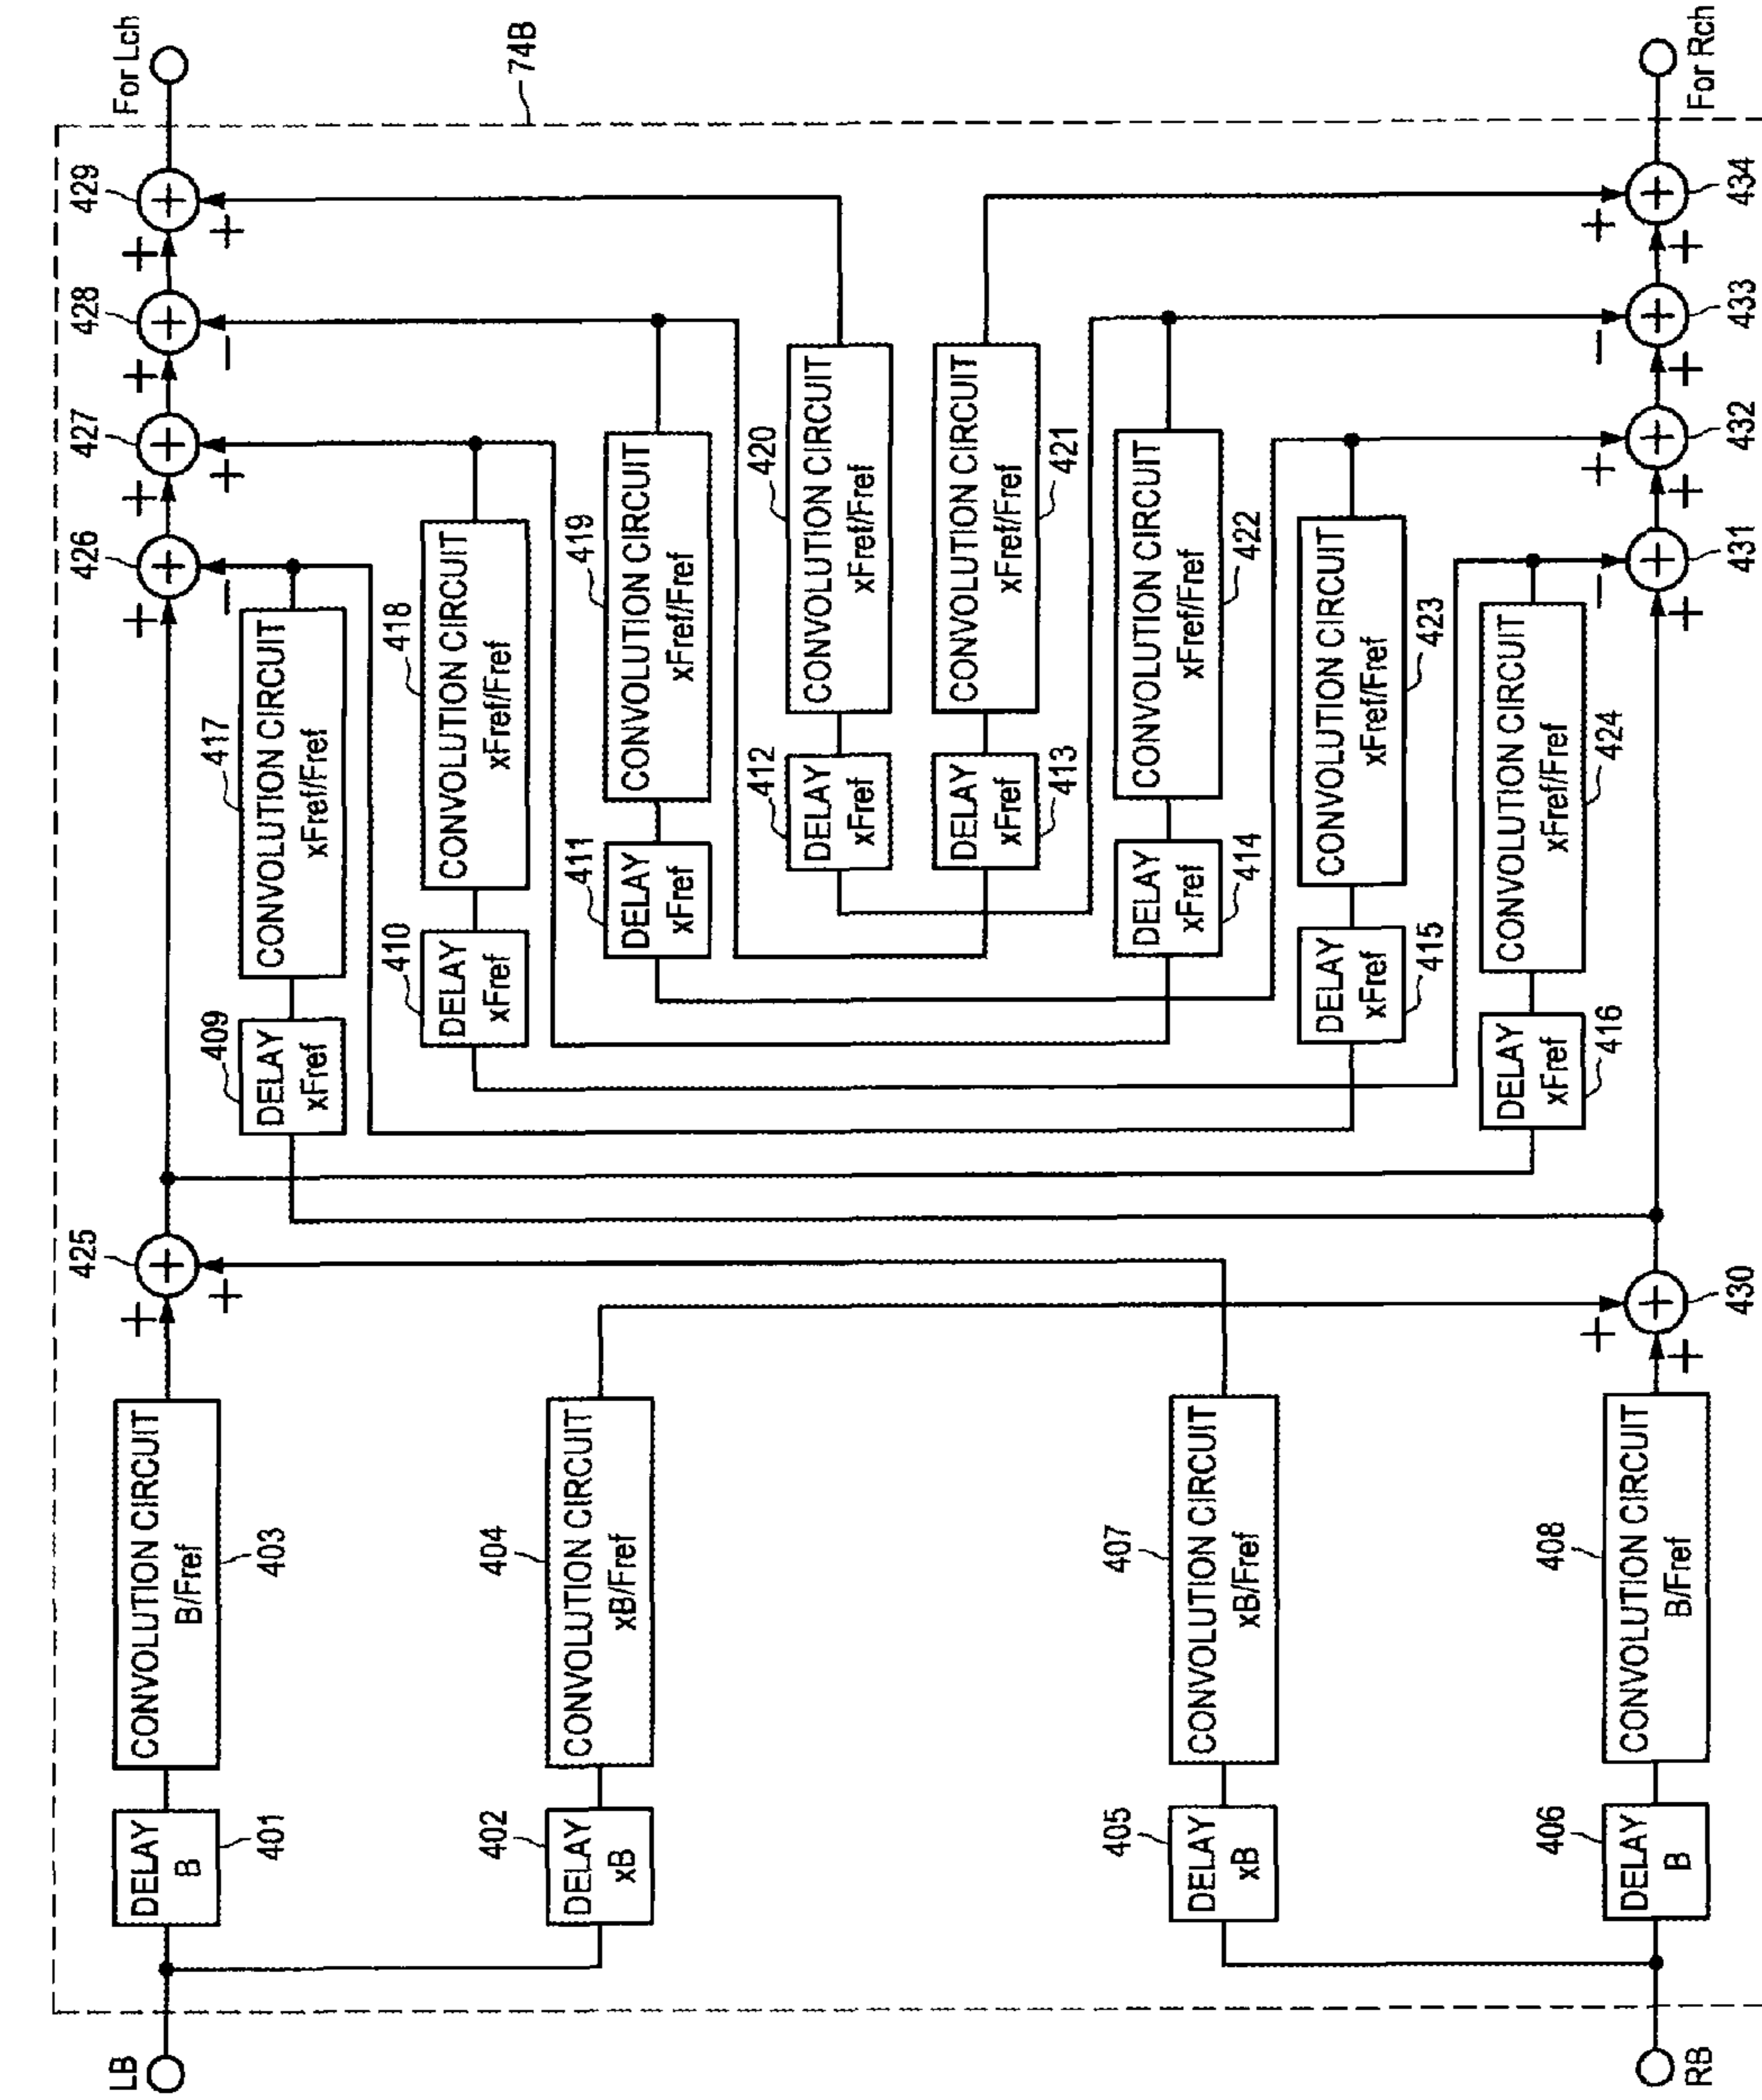 LB
DELAY
B
401
CONVOLUTION CIRCUIT
B/Fref
403
425
+
+
+
409
DELAY
xFref
417
CONVOLUTION CIRCUIT
xFref/Fref
426
+
+
−
427
+
+
+
428
+
+
−
429
+
+
+
For Lch
74B
410
DELAY
xFref
418
CONVOLUTION CIRCUIT
xFref/Fref
402
DELAY
xB
404
CONVOLUTION CIRCUIT
xB/Fref
411
DELAY
xFref
419
CONVOLUTION CIRCUIT
xFref/Fref
412
DELAY
xFref
420
CONVOLUTION CIRCUIT
xFref/Fref
DELAY
xFref
413
CONVOLUTION CIRCUIT
xFref/Fref
421
405
DELAY
xB
407
CONVOLUTION CIRCUIT
xB/Fref
DELAY
xFref
414
CONVOLUTION CIRCUIT
xFref/Fref
422
DELAY
xFref
415
CONVOLUTION CIRCUIT
xFref/Fref
423
DELAY
xFref
416
CONVOLUTION CIRCUIT
xFref/Fref
424
RB
406
DELAY
B
408
CONVOLUTION CIRCUIT
B/Fref
+
+
+
430
−
+
+
431
+
+
+
432
−
+
+
433
+
+
+
434
For Rch